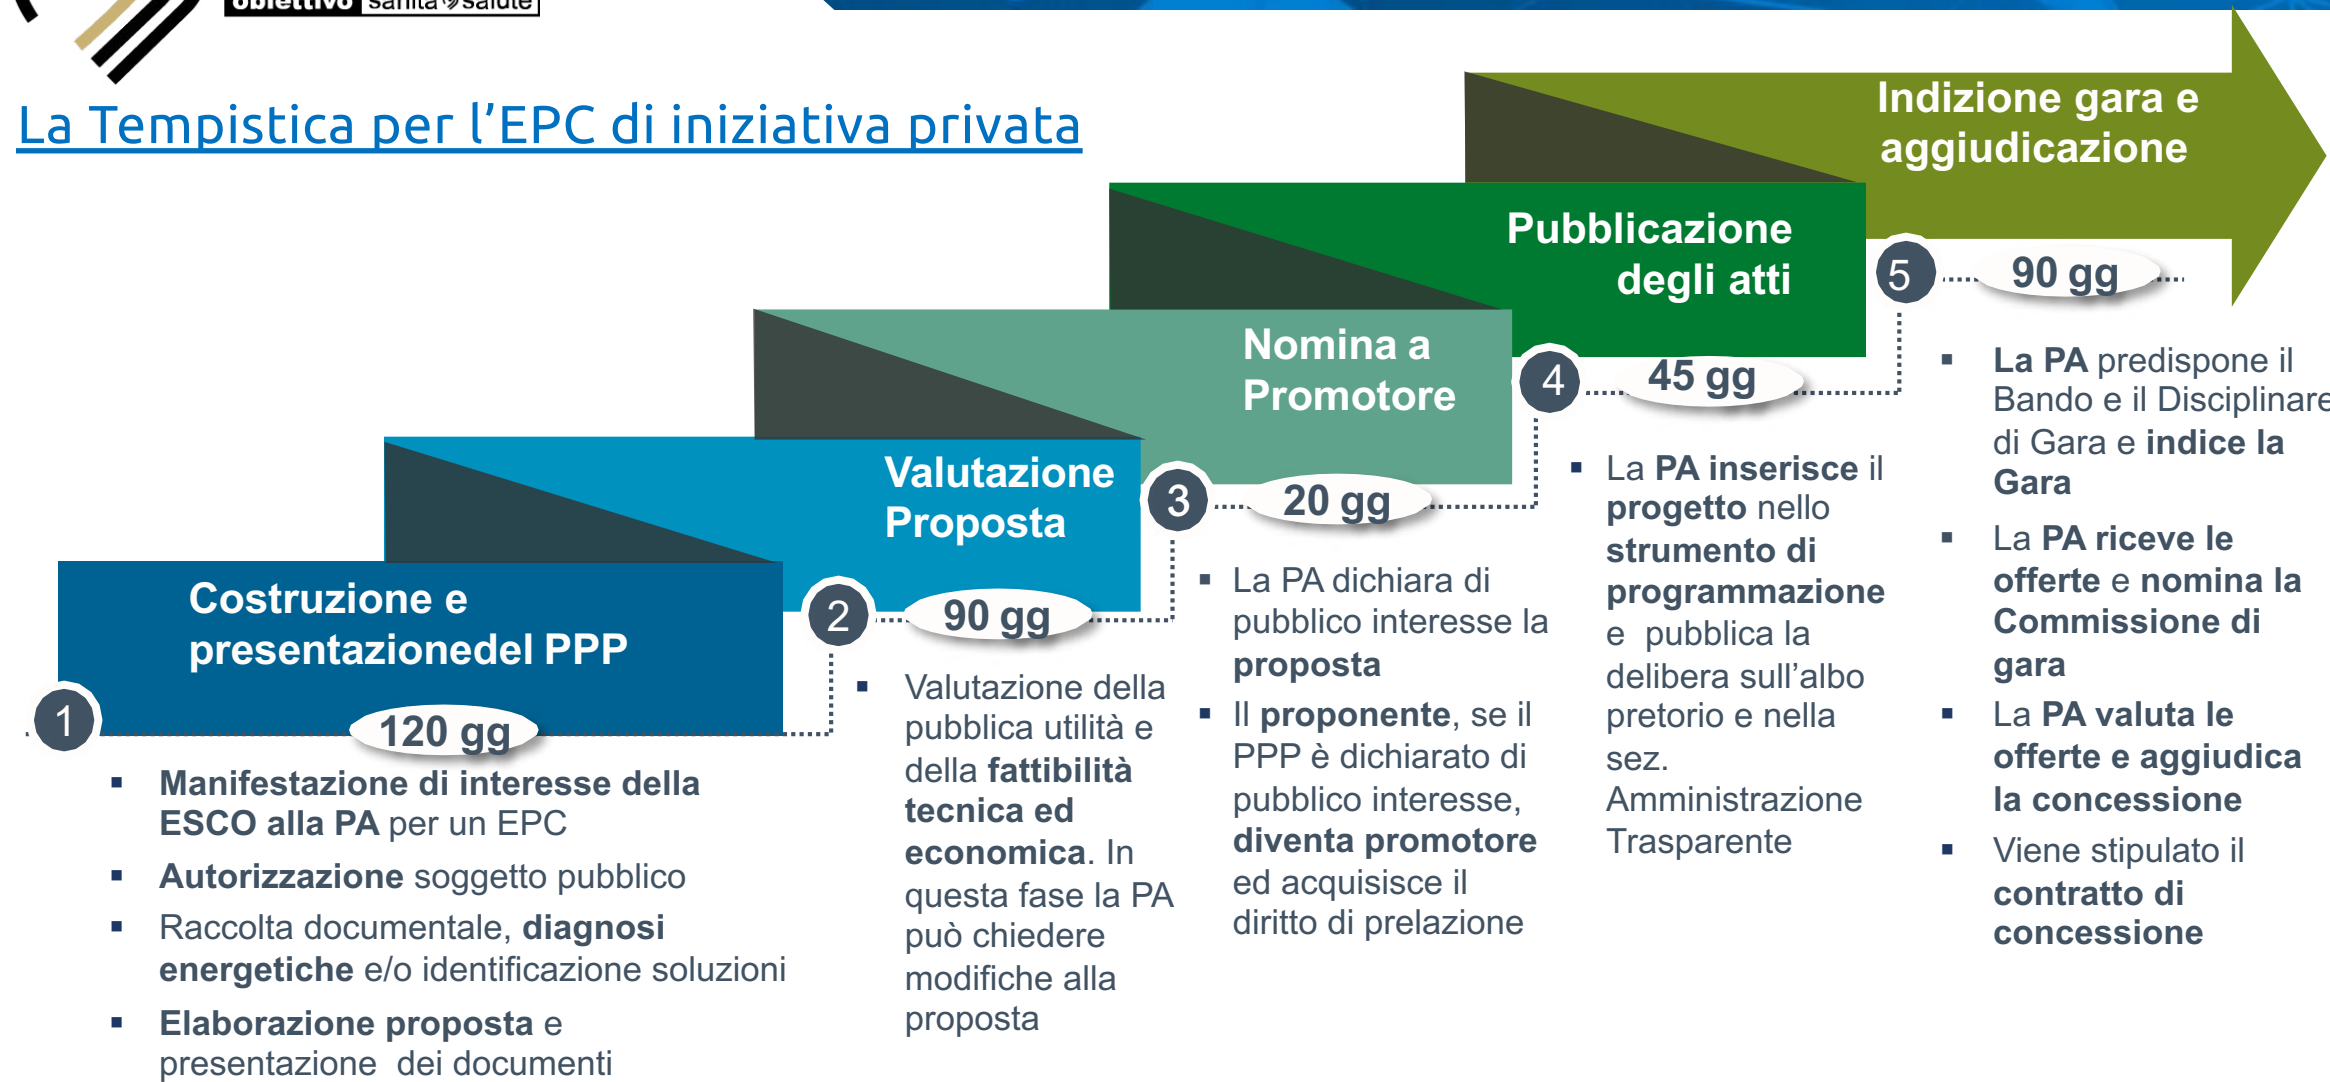 obiettivo sanità salute
La Tempistica per l'EPC di iniziativa privata
Costruzione e
presentazionedel PPP
1
120 gg
▪ Manifestazione di interesse della
ESCO alla PA per un EPC
▪ Autorizzazione soggetto pubblico
▪ Raccolta documentale, diagnosi
energetiche e/o identificazione soluzioni
▪ Elaborazione proposta e
presentazione dei documenti
Valutazione
Proposta
2
90 gg
▪ Valutazione della
pubblica utilità e
della fattibilità
tecnica ed
economica. In
questa fase la PA
può chiedere
modifiche alla
proposta
Nomina a
Promotore
3
20 gg
▪ La PA dichiara di
pubblico interesse la
proposta
▪ Il proponente, se il
PPP è dichiarato di
pubblico interesse,
diventa promotore
ed acquisisce il
diritto di prelazione
Pubblicazione
degli atti
4
45 gg
▪ La PA inserisce il
progetto nello
strumento di
programmazione
e pubblica la
delibera sull'albo
pretorio e nella
sez.
Amministrazione
Trasparente
Indizione gara e
aggiudicazione
5
90 gg
▪ La PA predispone il
Bando e il Disciplinare
di Gara e indice la
Gara
▪ La PA riceve le
offerte e nomina la
Commissione di
gara
▪ La PA valuta le
offerte e aggiudica
la concessione
▪ Viene stipulato il
contratto di
concessione